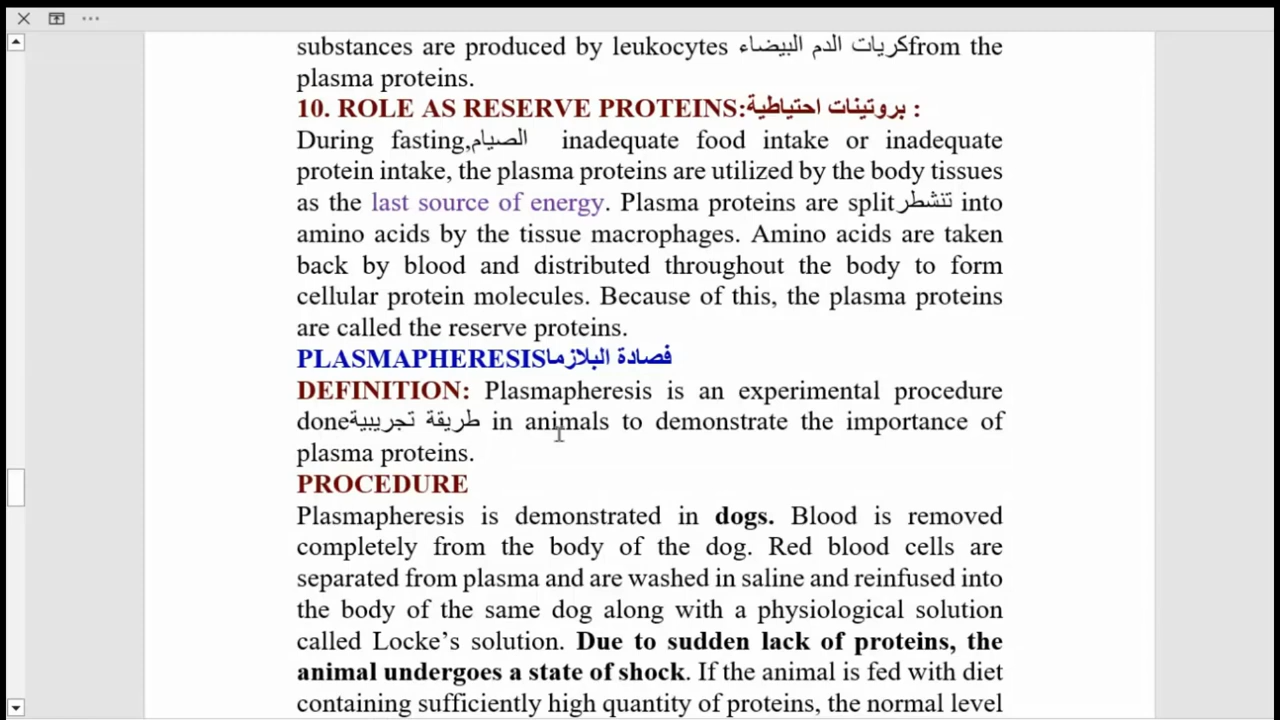 substances are produced by leukocytes كريات الدم البيضاءfrom the
plasma proteins.
10. ROLE AS RESERVE PROTEINS:بروتينات احتياطية :
During fasting,الصيام inadequate food intake or inadequate
protein intake, the plasma proteins are utilized by the body tissues
as the last source of energy. Plasma proteins are splitتنشطر into
amino acids by the tissue macrophages. Amino acids are taken
back by blood and distributed throughout the body to form
cellular protein molecules. Because of this, the plasma proteins
are called the reserve proteins.
PLASMAPHERESISفصادة البلازما
DEFINITION: Plasmapheresis is an experimental procedure
doneطريقة تجريبية in animals to demonstrate the importance of
plasma proteins.
PROCEDURE
Plasmapheresis is demonstrated in dogs. Blood is removed
completely from the body of the dog. Red blood cells are
separated from plasma and are washed in saline and reinfused into
the body of the same dog along with a physiological solution
called Locke’s solution. Due to sudden lack of proteins, the
animal undergoes a state of shock. If the animal is fed with diet
containing sufficiently high quantity of proteins, the normal level